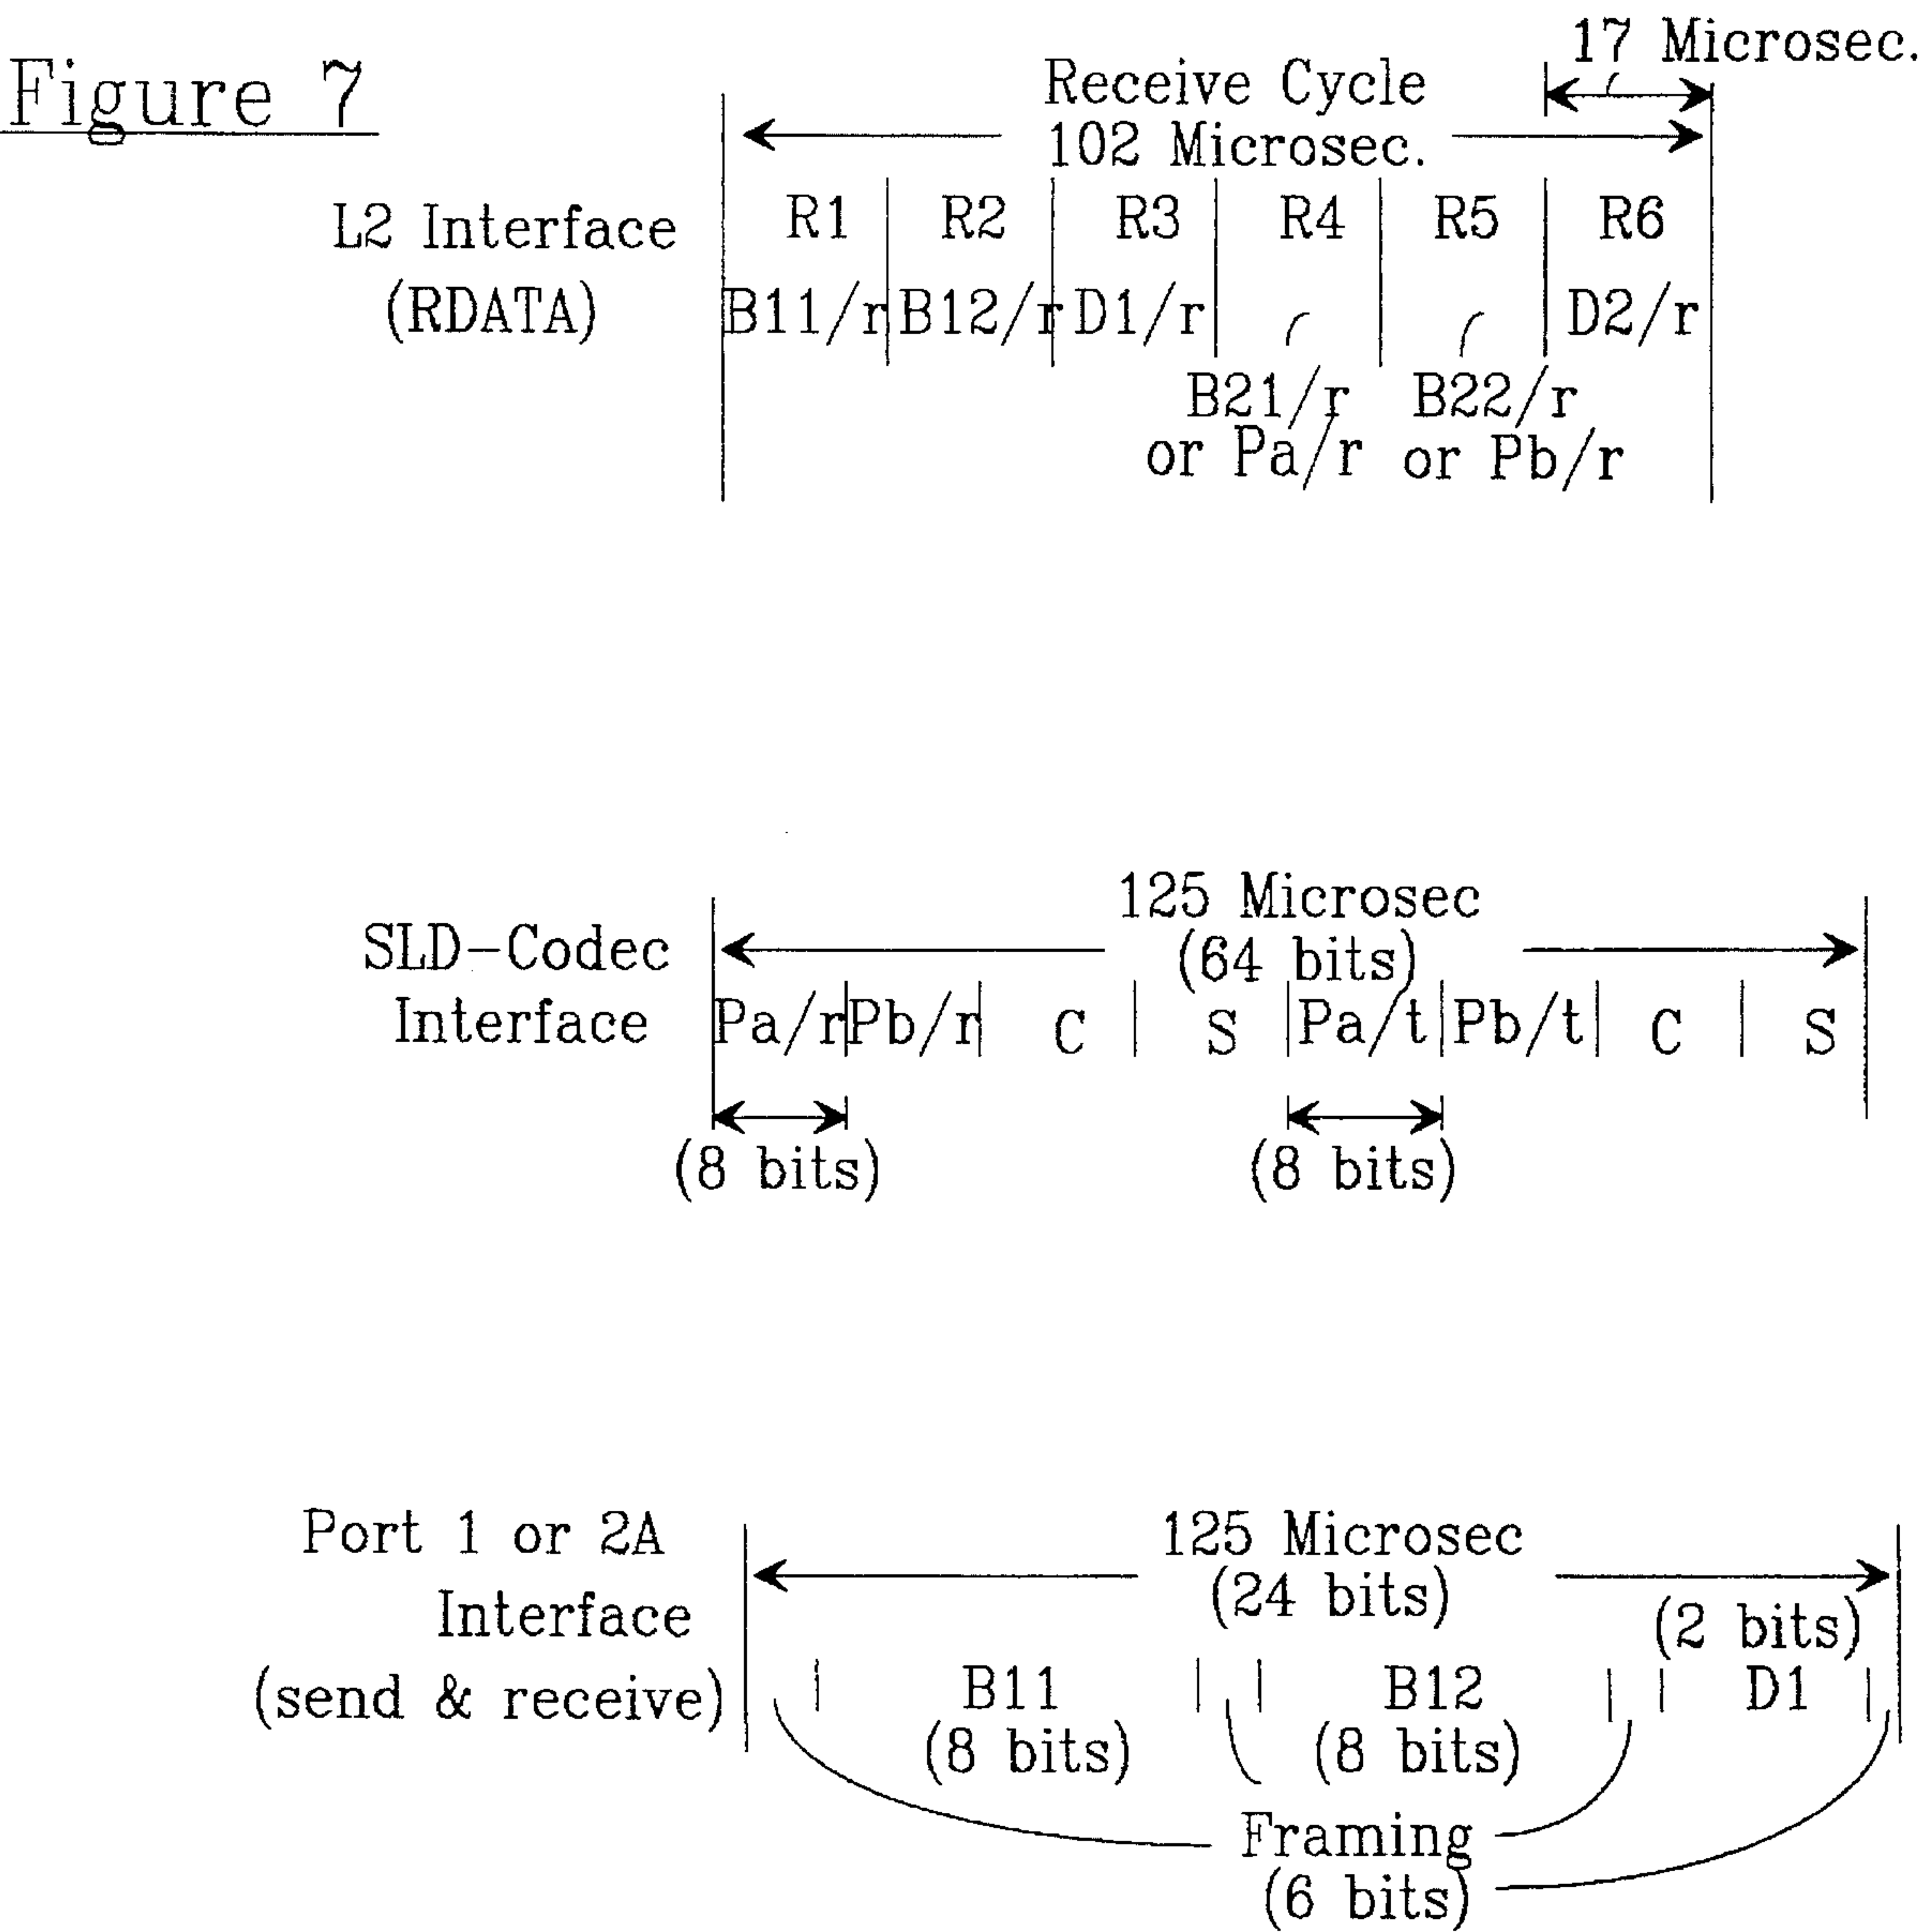 Figure 7
17 Microsec.
Receive Cycle
102 Microsec.
L2 Interface
(RDATA)
R1 R2 R3 R4 R5 R6
B11/r B12/r D1/r D2/r
B21/r B22/r
or Pa/r or Pb/r
125 Microsec
(64 bits)
SLD-Codec
Interface
Pa/r Pb/r C S Pa/t Pb/t C S
(8 bits) (8 bits)
Port 1 or 2A
Interface
(send & receive)
125 Microsec
(24 bits)
(2 bits)
B11 B12 D1
(8 bits) (8 bits)
Framing
(6 bits)